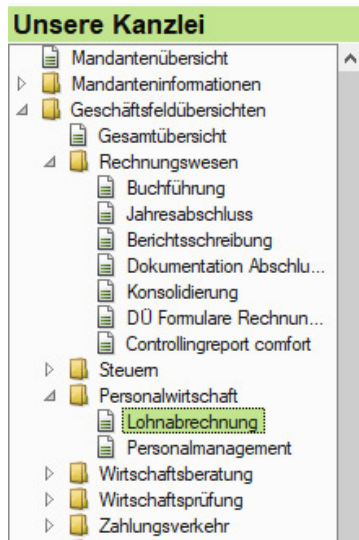 Unsere Kanzlei
Mandantenübersicht
Mandanteninformationen
Geschäftsfeldübersichten
Gesamtübersicht
Rechnungswesen
Buchführung
Jahresabschluss
Berichtsschreibung
Dokumentation Abschlu...
Konsolidierung
DÜ Formulare Rechnun...
Controllingreport comfort
Steuern
Personalwirtschaft
Lohnabrechnung
Personalmanagement
Wirtschaftsberatung
Wirtschaftsprüfung
Zahlungsverkehr